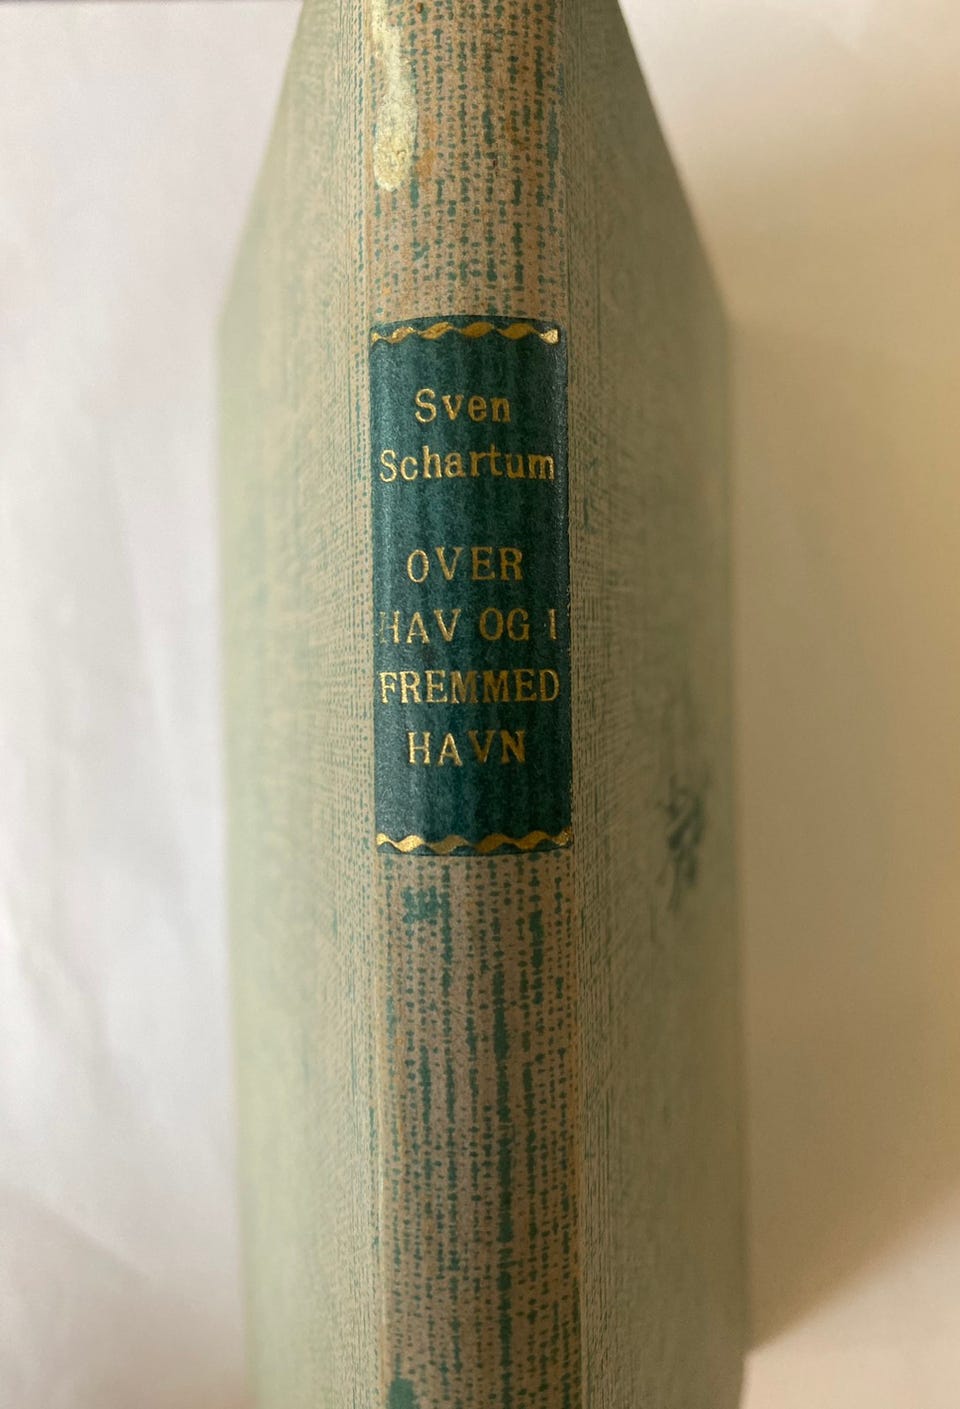 Sven
Schartum
OVER
HAV OG I
FREMMED
HAVN